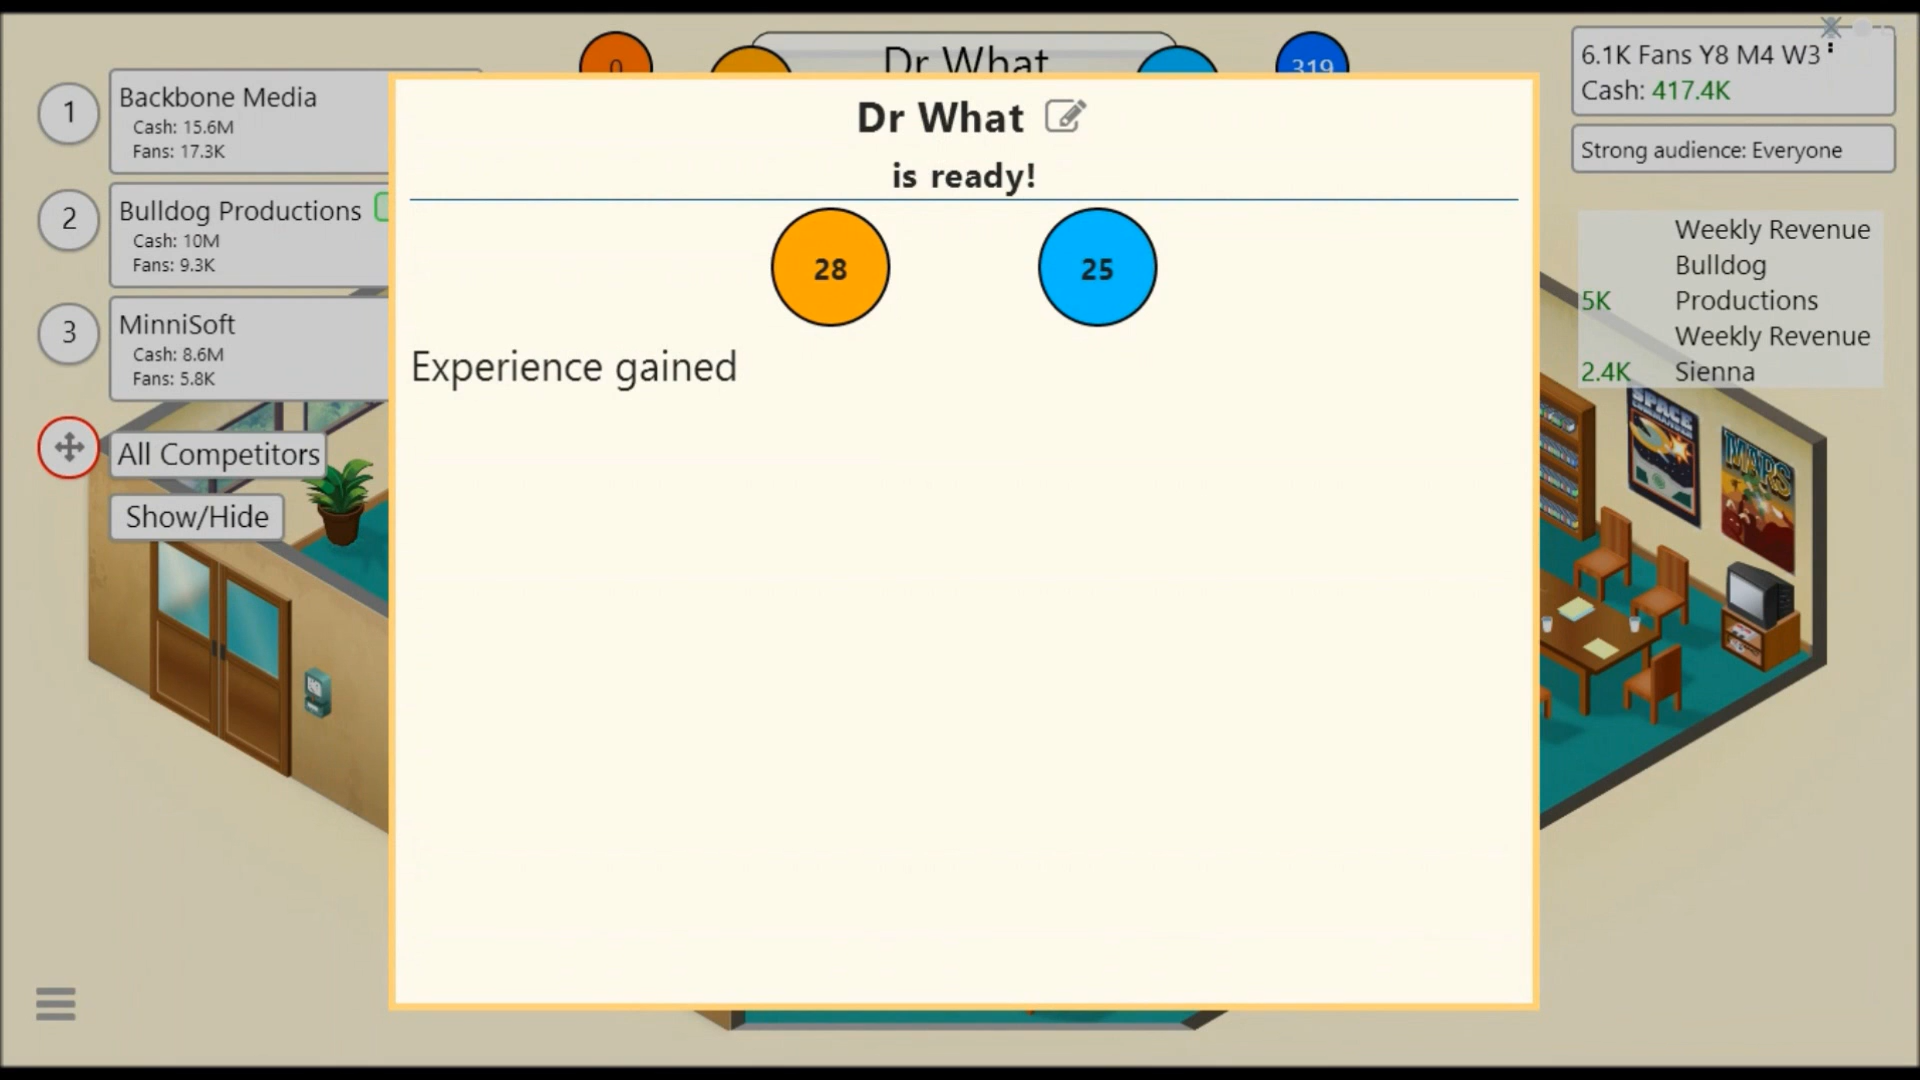 Dr What
0
319
1
Backbone Media
Cash: 15.6M
Fans: 17.3K
2
Bulldog Productions
Cash: 10M
Fans: 9.3K
3
MinniSoft
Cash: 8.6M
Fans: 5.8K
All Competitors
Show/Hide
Dr What
is ready!
28
25
Experience gained
6.1K Fans Y8 M4 W3
Cash: 417.4K
Strong audience: Everyone
Weekly Revenue
Bulldog
5K Productions
Weekly Revenue
2.4K Sienna
SPACE
MARS